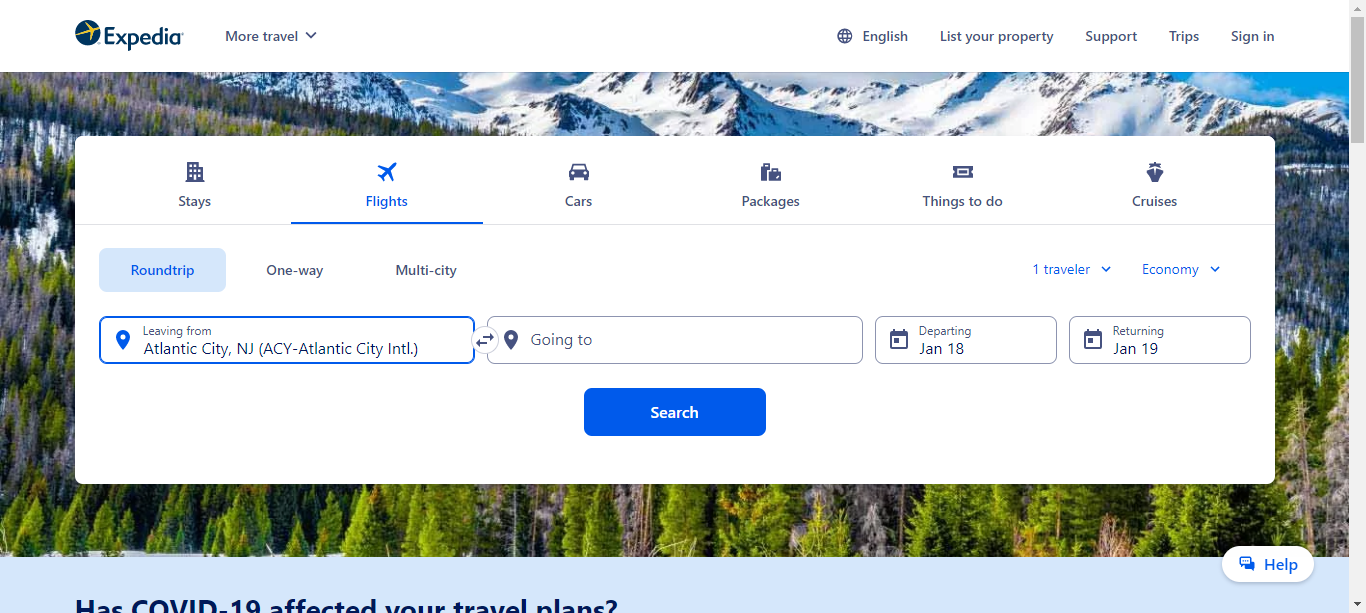 Expedia
More travel
English
List your property
Support
Trips
Sign in
Stays
Flights
Cars
Packages
Things to do
Cruises
Roundtrip
One-way
Multi-city
1 traveler
Economy
Leaving from
Atlantic City, NJ (ACY-Atlantic City Intl.)
Going to
Departing
Jan 18
Returning
Jan 19
Search
Help
Has COVID-19 affected your travel plans?